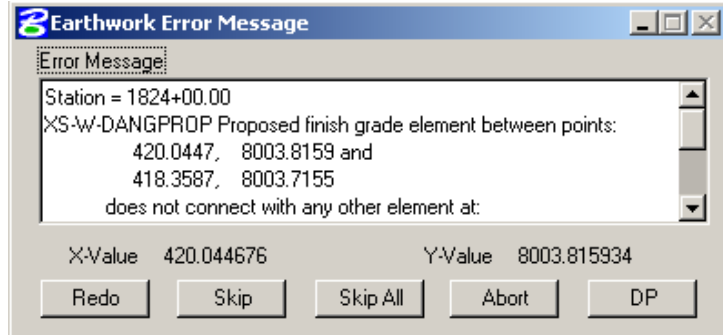 Earthwork Error Message
Error Message
Station = 1824+00.00
XS-W-DANGPROP Proposed finish grade element between points:
420.0447, 8003.8159 and
418.3587, 8003.7155
does not connect with any other element at:
X-Value 420.044676 Y-Value 8003.815934
Redo Skip Skip All Abort DP